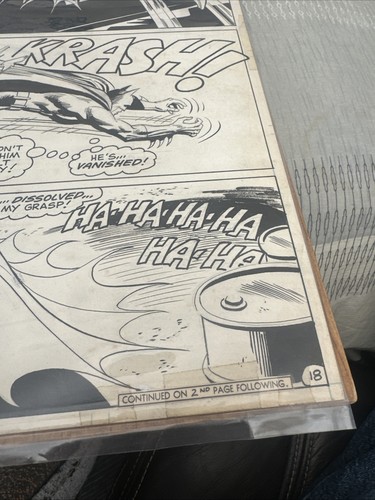 KRASH!
ON'T
HIM
T
Y!
HE'S...
VANISHED!
...DISSOLVED...
MY GRASP!
HA-HA-HA-HA
HA-HA
CONTINUED ON 2ND PAGE FOLLOWING.
18